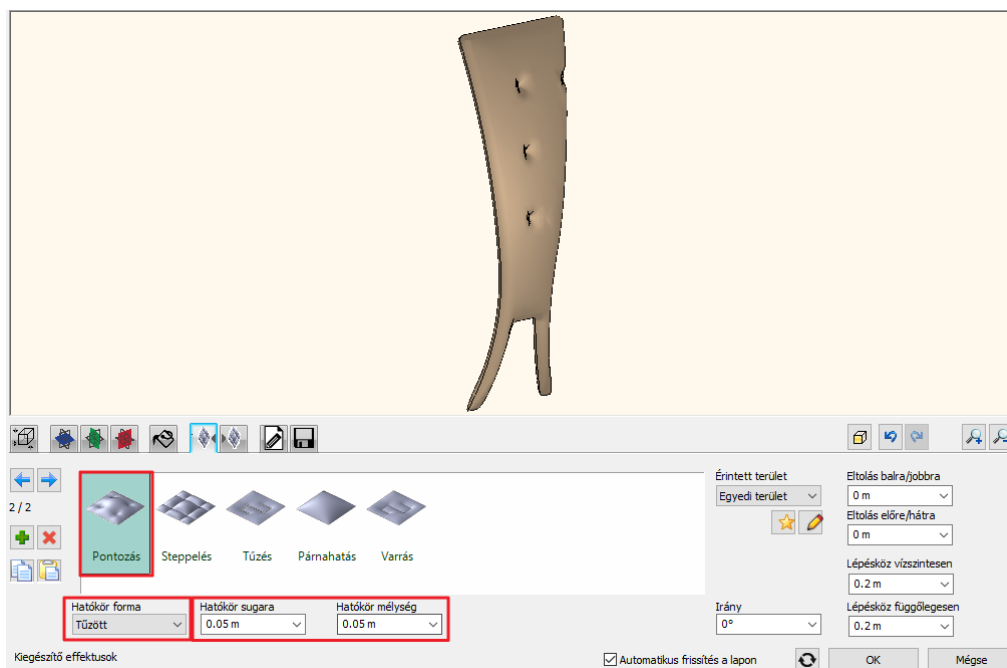 2 / 2
Pontozás
Steppelés
Tűzés
Párnahatás
Varrás
Érintett terület
Egyedi terület
Eltolás balra/jobbra
0 m
Eltolás előre/hátra
0 m
Lépésköz vízszintesen
0.2 m
Hatókör forma
Tűzött
Hatókör sugara
0.05 m
Hatókör mélység
0.05 m
Irány
0°
Lépésköz függőlegesen
0.2 m
Kiegészítő effektusok
Automatikus frissítés a lapon
OK
Mégse